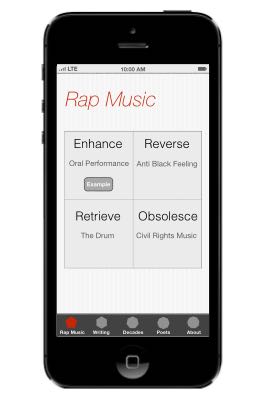 LTE 10:00 AM
Rap Music
Enhance
Oral Performance
Example
Reverse
Anti Black Feeling
Retrieve
The Drum
Obsolesce
Civil Rights Music
Rap Music Writing Decades Poets About